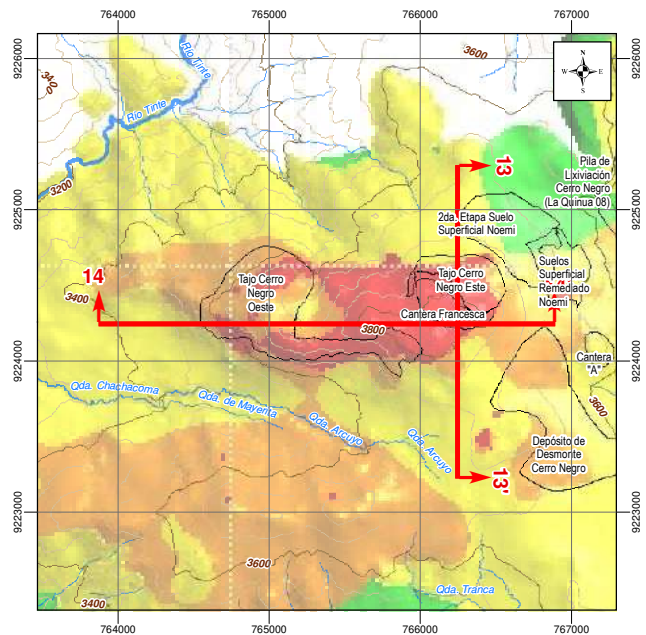 764000
765000
766000
767000
9226000
9226000
3600
3400
Rio Tinte
Rio Tinte
N
W
E
S
3200
13
Pila de
Lixiviación
Cerro Negro
(La Quinua 08)
9225000
9225000
2da. Etapa Suelo
Superficial Noemi
14
3400
Tajo Cerro
Negro
Oeste
Tajo Cerro
Negro Este
Suelos
Superficial
Remediado
Noemi
Cantera Francesca
3800
9224000
9224000
Cantera
"A"
3600
Qda. Chachacoma
Qda. de Mayenta
Qda. Arcuyo
Qda. Arcuyo
Depósito de
Desmonte
Cerro Negro
13'
9223000
9223000
3600
3400
Qda. Tranca
764000
765000
766000
767000